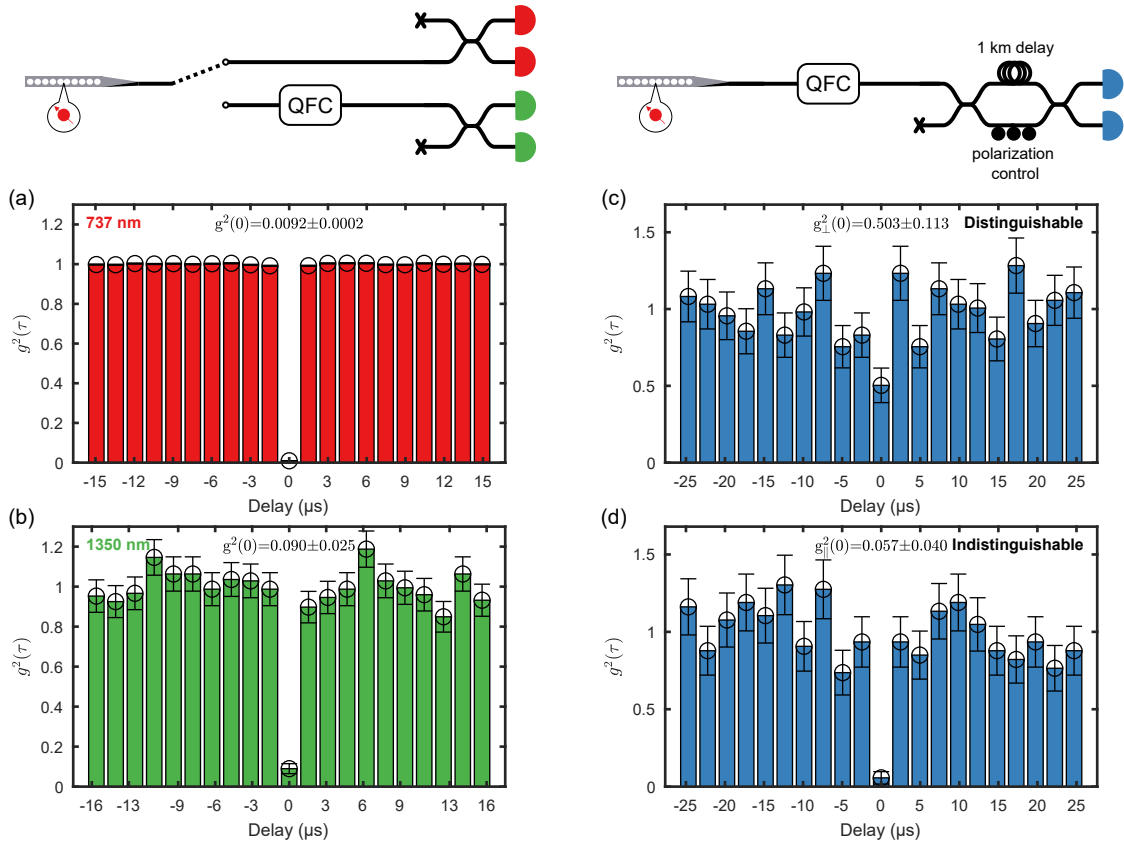 QFC
QFC
1 km delay
polarization
control
(a)
737 nm
g²(0)=0.0092±0.0002
1.2
1
0.8
0.6
0.4
0.2
0
g²(τ)
-15 -12 -9 -6 -3 0 3 6 9 12 15
Delay (µs)
(b)
1350 nm
g²(0)=0.090±0.025
1.2
1
0.8
0.6
0.4
0.2
0
g²(τ)
-16 -13 -9 -6 -3 0 3 6 9 13 16
Delay (µs)
(c)
g²⊥(0)=0.503±0.113 Distinguishable
1.5
1
0.5
0
g²(τ)
-25 -20 -15 -10 -5 0 5 10 15 20 25
Delay (µs)
(d)
g²∥(0)=0.057±0.040 Indistinguishable
1.5
1
0.5
0
g²(τ)
-25 -20 -15 -10 -5 0 5 10 15 20 25
Delay (µs)